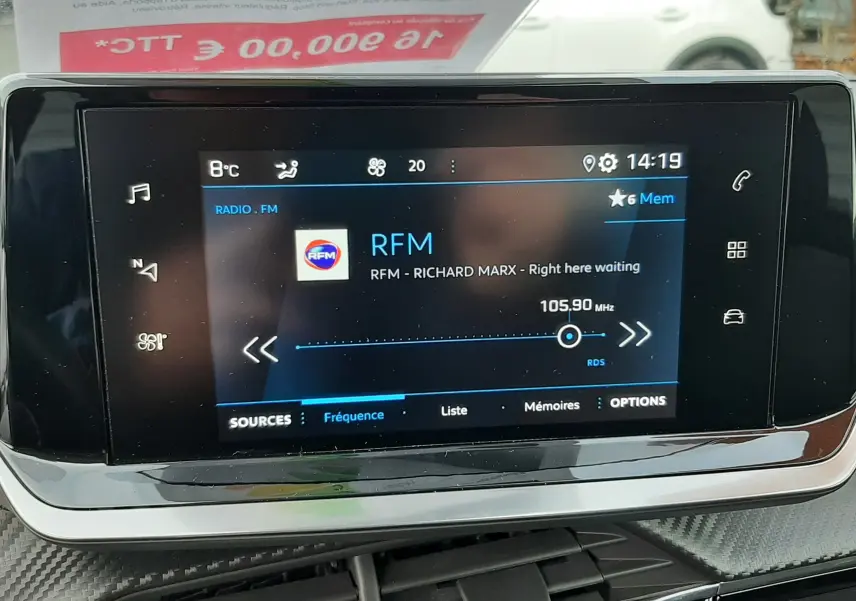 16 900,00 € TTC*
8°C
20
14:19
RADIO . FM
6 Mem
RFM
RFM
RFM - RICHARD MARX - Right here waiting
105.90 MHz
N
RDS
SOURCES
Fréquence
Liste
Mémoires
OPTIONS